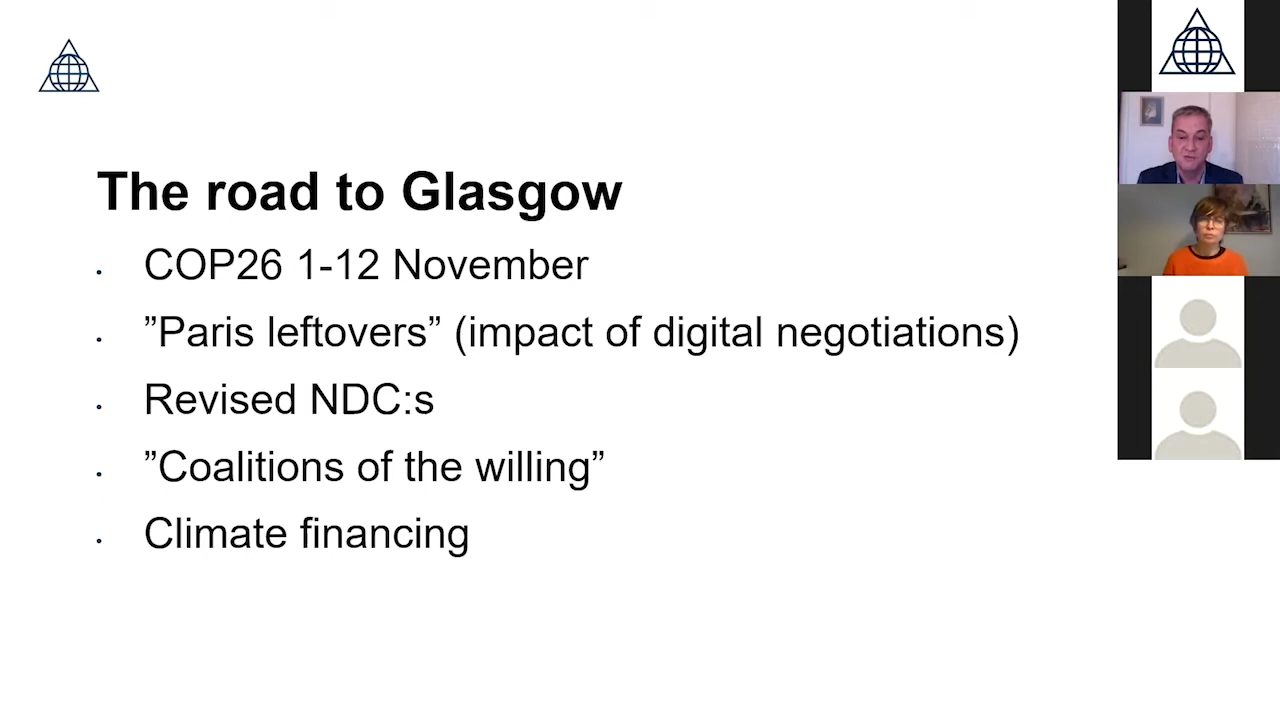 The road to Glasgow
• COP26 1-12 November
• ”Paris leftovers” (impact of digital negotiations)
• Revised NDC:s
• ”Coalitions of the willing”
• Climate financing